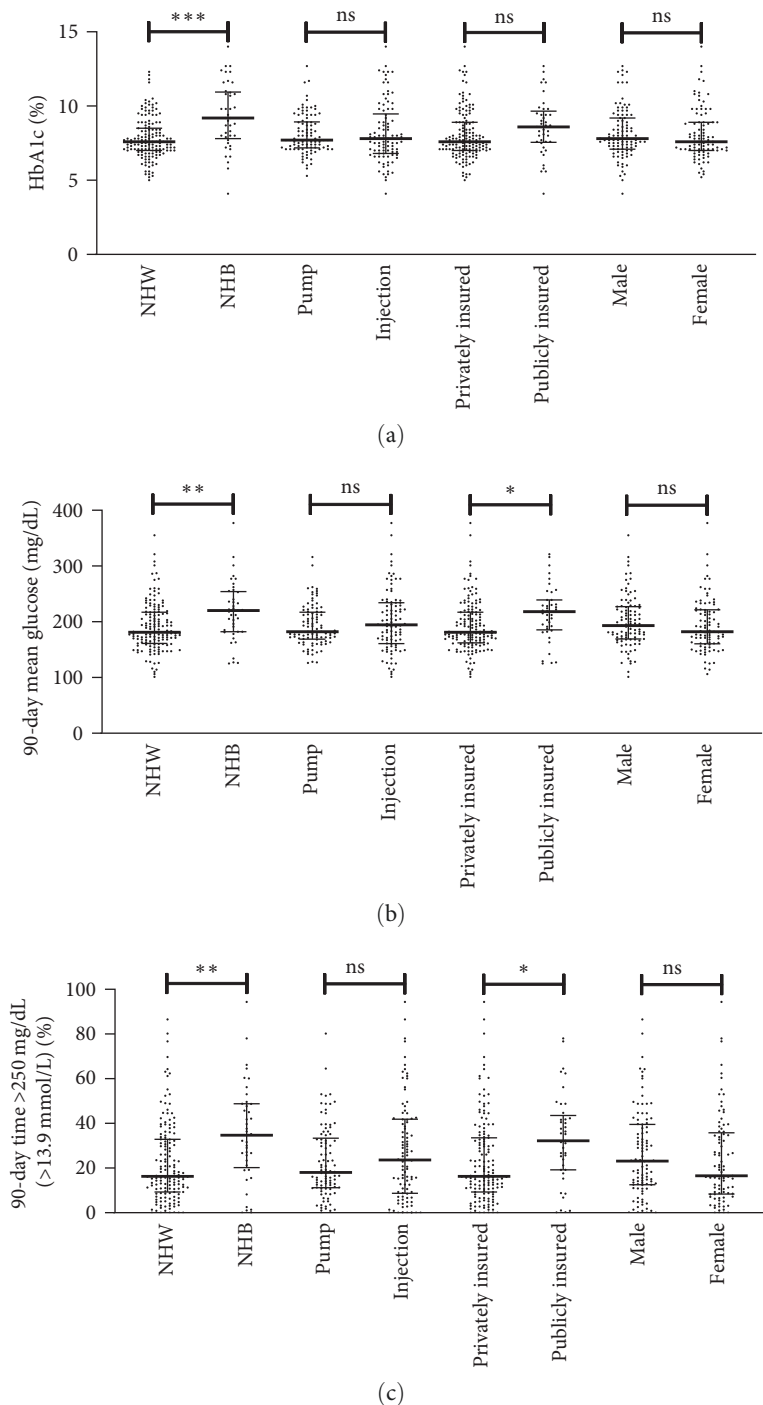 ***
ns
ns
ns
15
10
5
0
HbA1c (%)
NHW
NHB
Pump
Injection
Privately insured
Publicly insured
Male
Female
(a)
**
ns
*
ns
400
300
200
100
0
90-day mean glucose (mg/dL)
NHW
NHB
Pump
Injection
Privately insured
Publicly insured
Male
Female
(b)
**
ns
*
ns
100
80
60
40
20
0
90-day time >250 mg/dL
(>13.9 mmol/L) (%)
NHW
NHB
Pump
Injection
Privately insured
Publicly insured
Male
Female
(c)